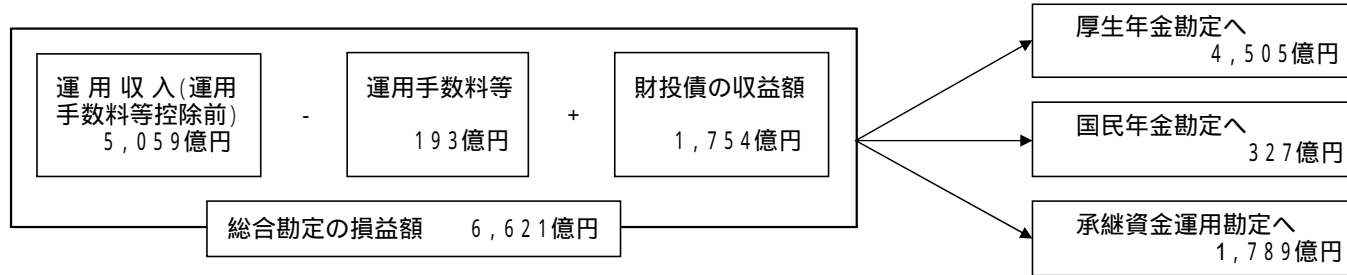 運用収入(運用
手数料等控除前)
5,059億円
-
運用手数料等
193億円
+
財投債の収益額
1,754億円
総合勘定の損益額 6,621億円
厚生年金勘定へ
4,505億円
国民年金勘定へ
327億円
承継資金運用勘定へ
1,789億円